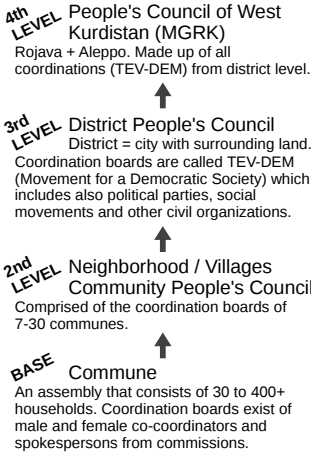 4th LEVEL
People's Council of West
Kurdistan (MGRK)
Rojava + Aleppo. Made up of all
coordinations (TEV-DEM) from district level.
3rd LEVEL
District People's Council
District = city with surrounding land.
Coordination boards are called TEV-DEM
(Movement for a Democratic Society) which
includes also political parties, social
movements and other civil organizations.
2nd LEVEL
Neighborhood / Villages
Community People's Council
Comprised of the coordination boards of
7-30 communes.
BASE
Commune
An assembly that consists of 30 to 400+
households. Coordination boards exist of
male and female co-coordinators and
spokespersons from commissions.